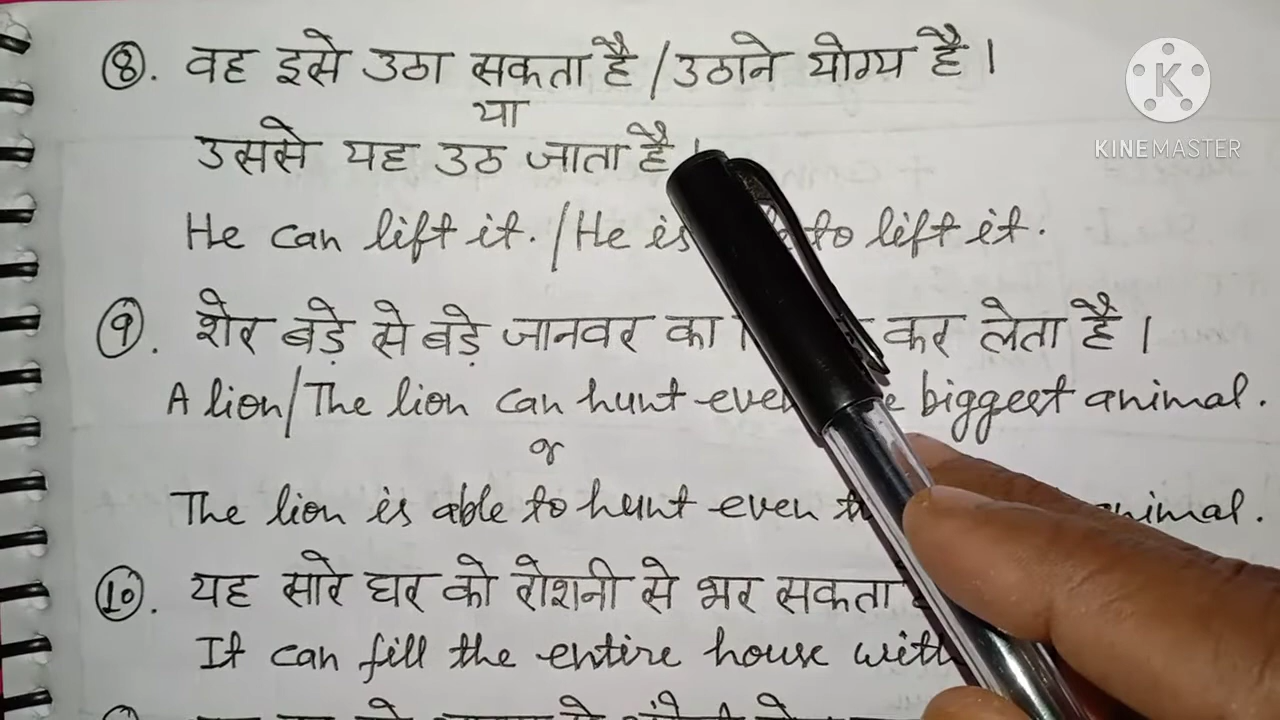 ⑧. वह इसे उठा सकता है / उठाने योग्य है।
या
उससे यह उठ जाता है।
He can lift it. / He is to lift it.
⑨. शेर बड़े से बड़े जानवर का कर लेता है।
A lion/The lion can hunt even biggest animal.
or
The lion is able to hunt even animal.
⑩. यह सारे घर को रोशनी से भर सकता
It can fill the entire house with
K
KINEMASTER